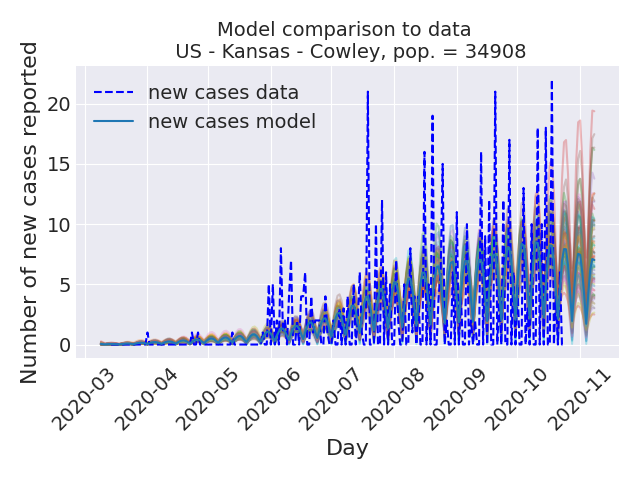 Model comparison to data
US - Kansas - Cowley, pop. = 34908
Number of new cases reported
new cases data
new cases model
20
15
10
5
0
2020-03
2020-04
2020-05
2020-06
2020-07
2020-08
2020-09
2020-10
2020-11
Day